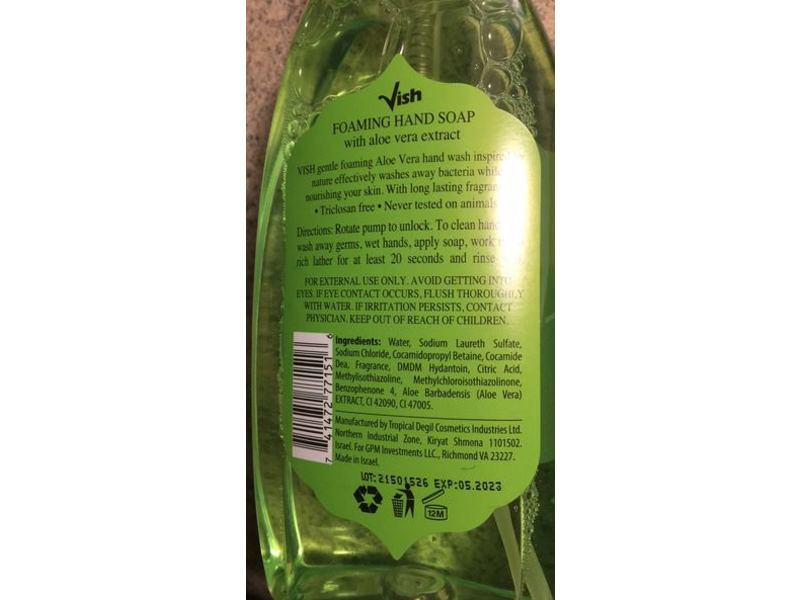 Vish
FOAMING HAND SOAP
with aloe vera extract
VISH gentle foaming Aloe Vera hand wash inspired
nature effectively washes away bacteria while
nourishing your skin. With long lasting
• Triclosan free • Never tested on animals
Directions: Rotate pump to unlock. To clean
wash away germs, wet hands, apply soap, work
rich lather for at least 20 seconds and rinse
FOR EXTERNAL USE ONLY. AVOID GETTING INTO
EYES. IF EYE CONTACT OCCURS, FLUSH THOROUGHLY
WITH WATER. IF IRRITATION PERSISTS, CONTACT
PHYSICIAN. KEEP OUT OF REACH OF CHILDREN.
Ingredients: Water, Sodium Laureth Sulfate,
Sodium Chloride, Cocamidopropyl Betaine, Cocamide
Dea, Fragrance, DMDM Hydantoin, Citric Acid,
Methylisothiazoline, Methylchloroisothiazolinone,
Benzophenone 4, Aloe Barbadensis (Aloe Vera)
EXTRACT, CI 42090, CI 47005.
7 41472 77151 6
Manufactured by Tropical Degil Cosmetics Industries Ltd.
Northern Industrial Zone, Kiryat Shmona 1101502.
Israel. For GPM Investments LLC., Richmond VA 23227.
Made in Israel.
LOT: 21501526 EXP:05.2023
12M